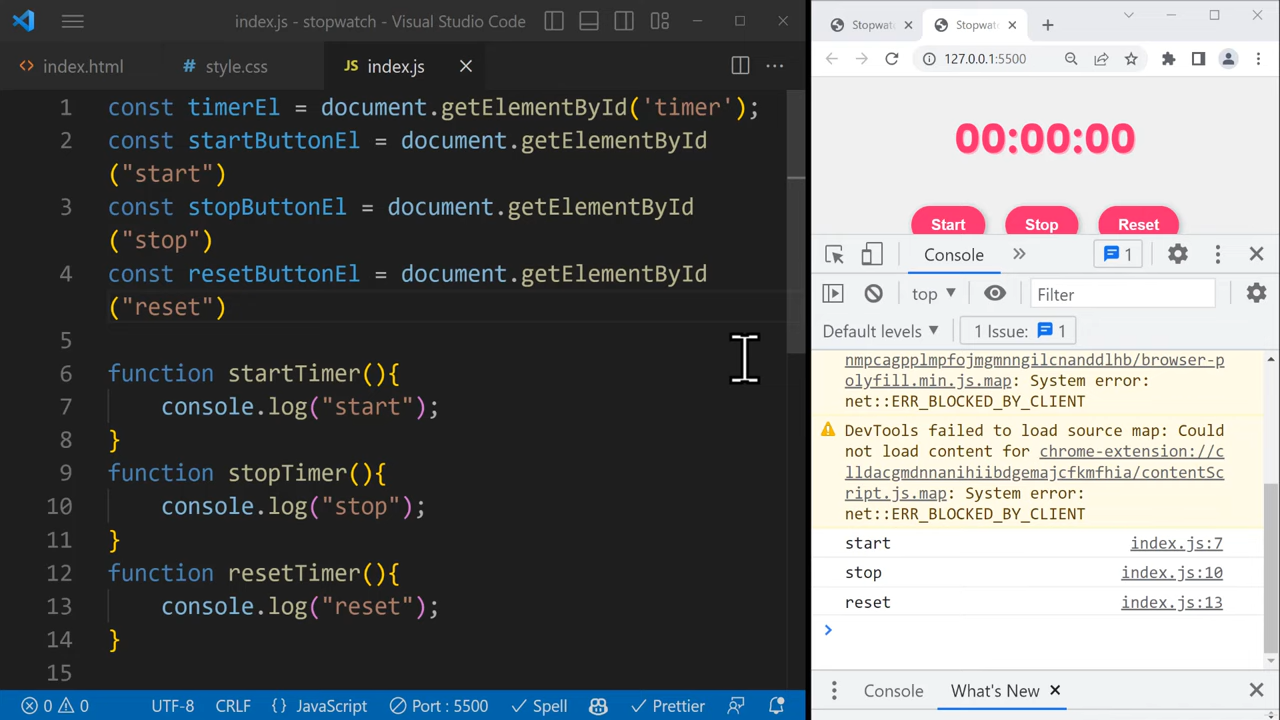 index.js - stopwatch - Visual Studio Code
index.html
# style.css
JS index.js
1 const timerEl = document.getElementById('timer');
2 const startButtonEl = document.getElementById
("start")
3 const stopButtonEl = document.getElementById
("stop")
4 const resetButtonEl = document.getElementById
("reset")
5
6 function startTimer(){
7 console.log("start");
8 }
9 function stopTimer(){
10 console.log("stop");
11 }
12 function resetTimer(){
13 console.log("reset");
14 }
15
0 0 UTF-8 CRLF {} JavaScript Port : 5500 Spell Prettier
Stopwa
Stopwa
127.0.0.1:5500
00:00:00
Start Stop Reset
Console 1
top Filter
Default levels 1 Issue: 1
nmpcagpplmpfojmgmnngilcnanddlhb/browser-p
olyfill.min.js.map: System error:
net::ERR_BLOCKED_BY_CLIENT
DevTools failed to load source map: Could
not load content for chrome-extension://c
lldacgmdnnanihiibdgemajcfkmfhia/contentSc
ript.js.map: System error:
net::ERR_BLOCKED_BY_CLIENT
start index.js:7
stop index.js:10
reset index.js:13
Console What's New